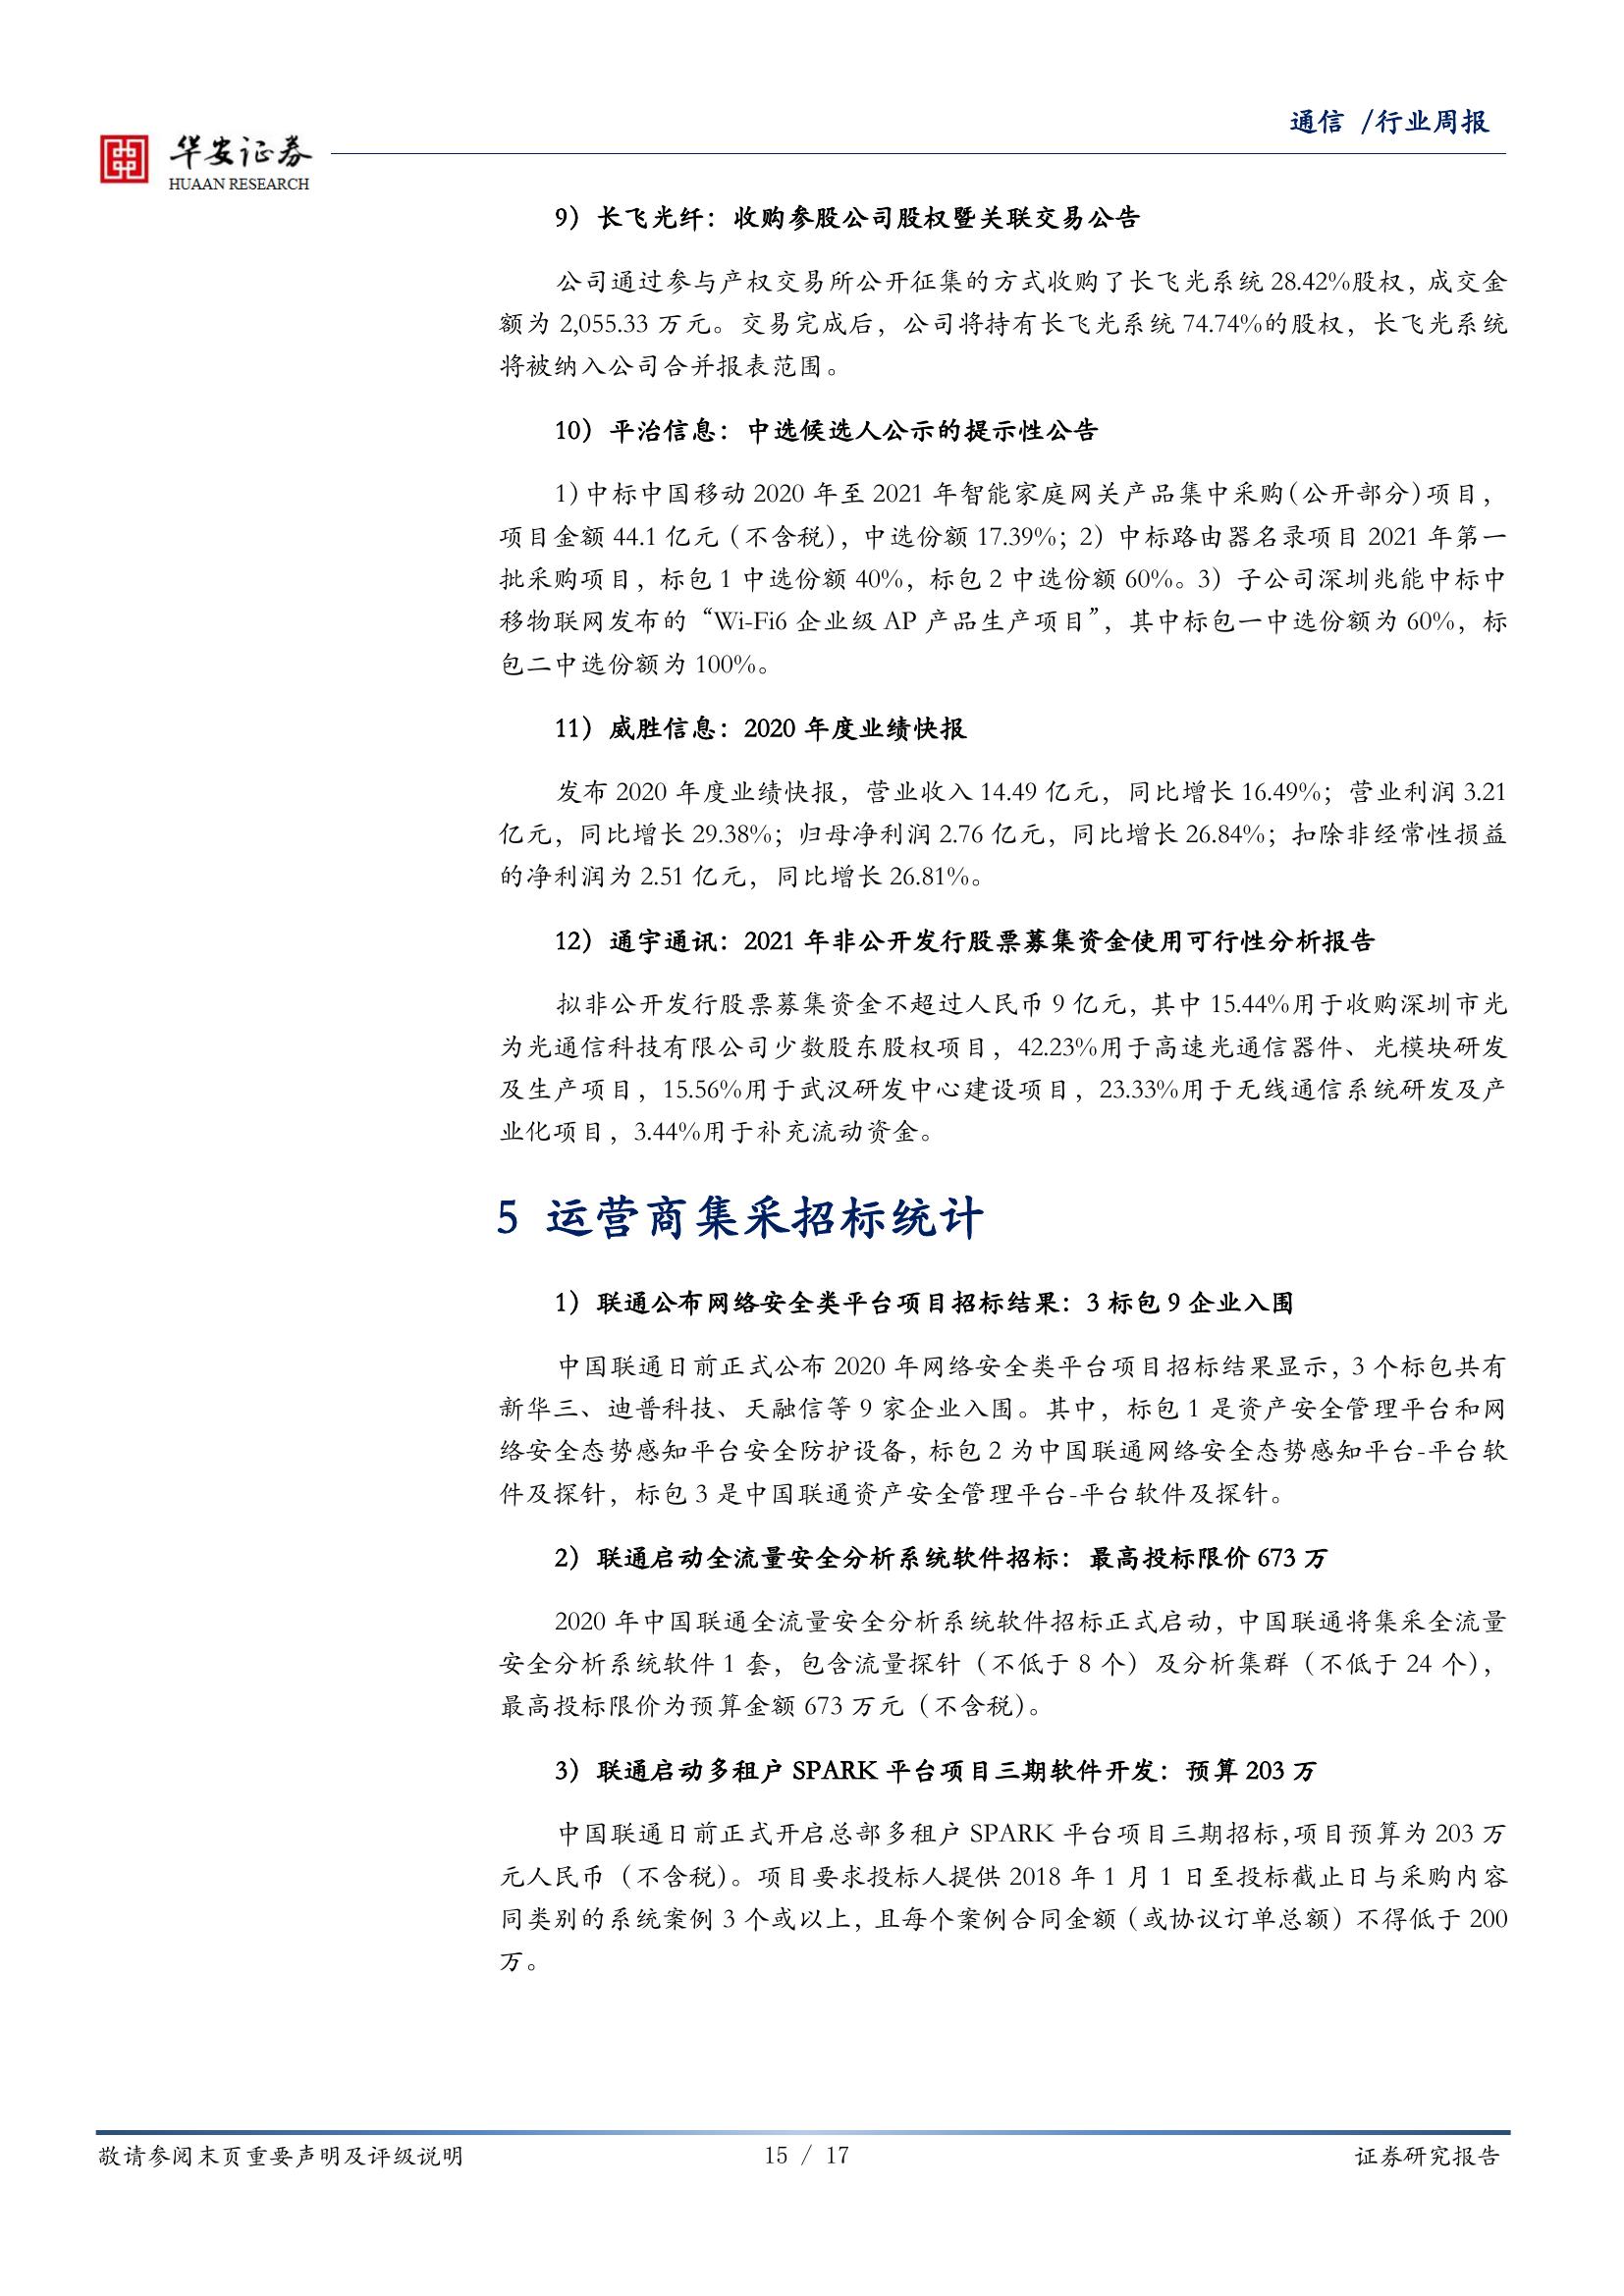 通信 /行业周报
华安证券
HUAAN RESEARCH
9）长飞光纤：收购参股公司股权暨关联交易公告
公司通过参与产权交易所公开征集的方式收购了长飞光系统 28.42%股权，成交金
额为 2,055.33 万元。交易完成后，公司将持有长飞光系统 74.74%的股权，长飞光系统
将被纳入公司合并报表范围。
10）平治信息：中选候选人公示的提示性公告
1）中标中国移动 2020 年至 2021 年智能家庭网关产品集中采购（公开部分）项目，
项目金额 44.1 亿元（不含税），中选份额 17.39%；2）中标路由器名录项目 2021 年第一
批采购项目，标包 1 中选份额 40%，标包 2 中选份额 60%。3）子公司深圳兆能中标中
移物联网发布的“Wi-Fi6 企业级 AP 产品生产项目”，其中标包一中选份额为 60%，标
包二中选份额为 100%。
11）威胜信息：2020 年度业绩快报
发布 2020 年度业绩快报，营业收入 14.49 亿元，同比增长 16.49%；营业利润 3.21
亿元，同比增长 29.38%；归母净利润 2.76 亿元，同比增长 26.84%；扣除非经常性损益
的净利润为 2.51 亿元，同比增长 26.81%。
12）通宇通讯：2021 年非公开发行股票募集资金使用可行性分析报告
拟非公开发行股票募集资金不超过人民币 9 亿元，其中 15.44%用于收购深圳市光
为光通信科技有限公司少数股东股权项目，42.23%用于高速光通信器件、光模块研发
及生产项目，15.56%用于武汉研发中心建设项目，23.33%用于无线通信系统研发及产
业化项目，3.44%用于补充流动资金。
5 运营商集采招标统计
1）联通公布网络安全类平台项目招标结果：3 标包 9 企业入围
中国联通日前正式公布 2020 年网络安全类平台项目招标结果显示，3 个标包共有
新华三、迪普科技、天融信等 9 家企业入围。其中，标包 1 是资产安全管理平台和网
络安全态势感知平台安全防护设备，标包 2 为中国联通网络安全态势感知平台-平台软
件及探针，标包 3 是中国联通资产安全管理平台-平台软件及探针。
2）联通启动全流量安全分析系统软件招标：最高投标限价 673 万
2020 年中国联通全流量安全分析系统软件招标正式启动，中国联通将集采全流量
安全分析系统软件 1 套，包含流量探针（不低于 8 个）及分析集群（不低于 24 个），
最高投标限价为预算金额 673 万元（不含税）。
3）联通启动多租户 SPARK 平台项目三期软件开发：预算 203 万
中国联通日前正式开启总部多租户 SPARK 平台项目三期招标,项目预算为 203 万
元人民币（不含税）。项目要求投标人提供 2018 年 1 月 1 日至投标截止日与采购内容
同类别的系统案例 3 个或以上，且每个案例合同金额（或协议订单总额）不得低于 200
万。
敬请参阅末页重要声明及评级说明
15 / 17
证券研究报告